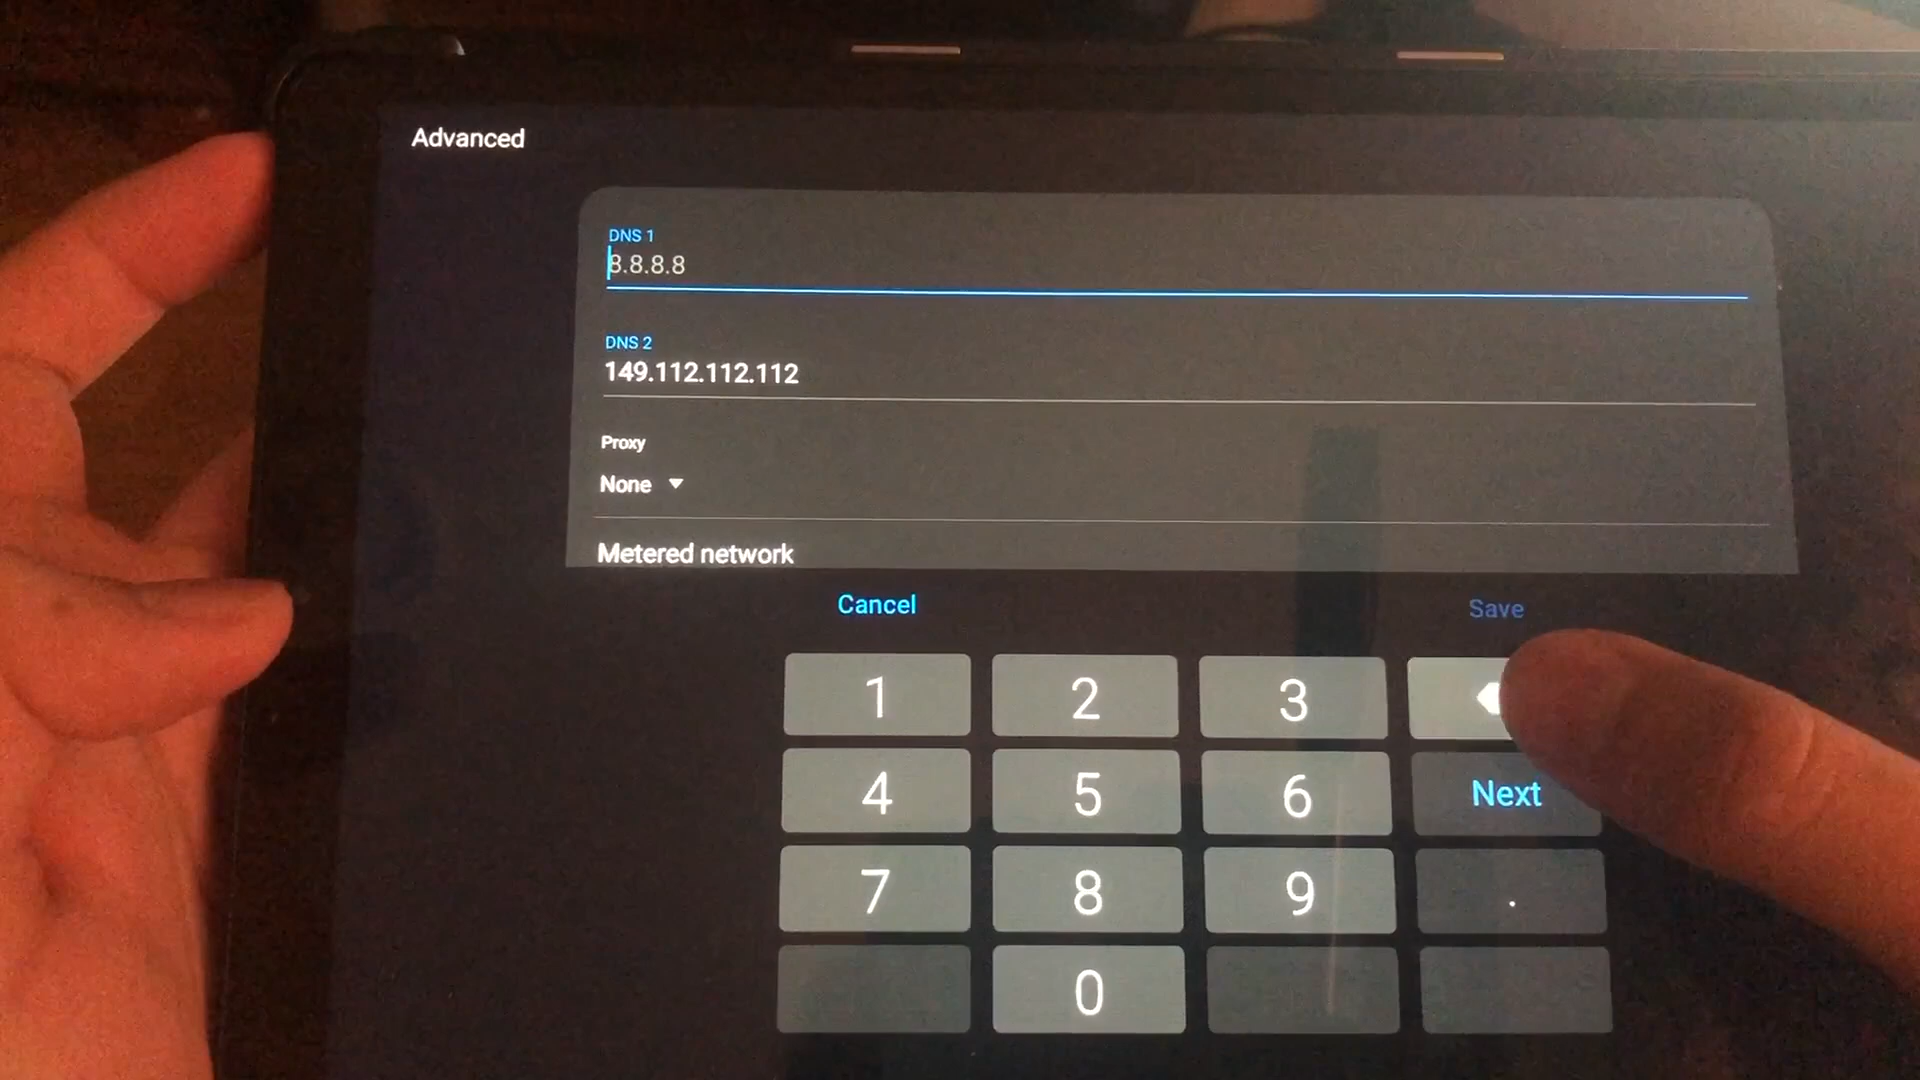 Advanced
DNS 1
8.8.8.8
DNS 2
149.112.112.112
Proxy
None
Metered network
Cancel
Save
1 2 3
4 5 6 Next
7 8 9 .
0